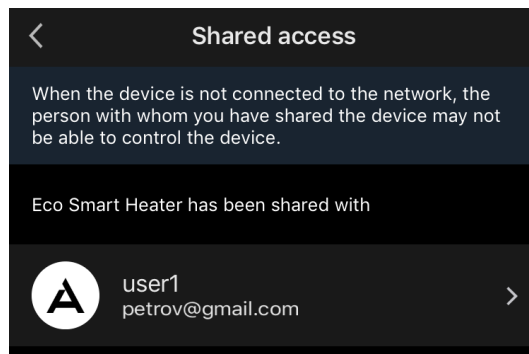 Shared access
When the device is not connected to the network, the
person with whom you have shared the device may not
be able to control the device.
Eco Smart Heater has been shared with
user1
petrov@gmail.com